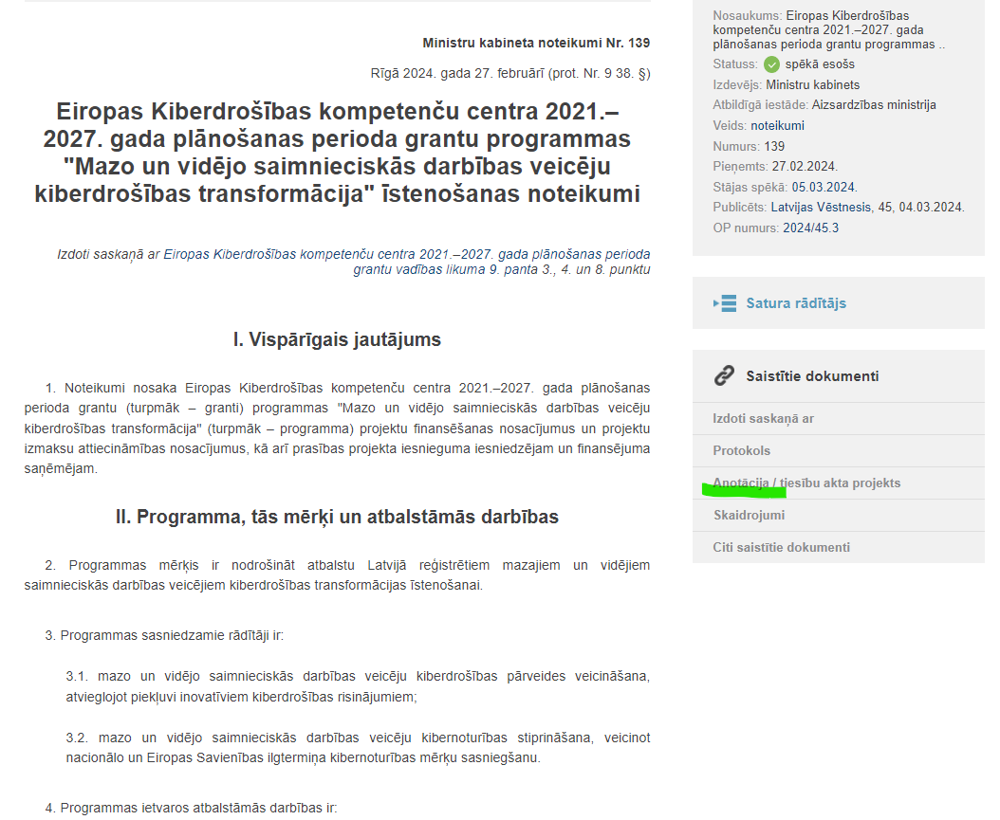 Ministru kabineta noteikumi Nr. 139
Rīgā 2024. gada 27. februārī (prot. Nr. 9 38. §)
Eiropas Kiberdrošības kompetenču centra 2021.–
2027. gada plānošanas perioda grantu programmas
"Mazo un vidējo saimnieciskās darbības veicēju
kiberdrošības transformācija" īstenošanas noteikumi
Izdoti saskaņā ar Eiropas Kiberdrošības kompetenču centra 2021.–2027. gada plānošanas perioda
grantu vadības likuma 9. panta 3., 4. un 8. punktu
I. Vispārīgais jautājums
1. Noteikumi nosaka Eiropas Kiberdrošības kompetenču centra 2021.–2027. gada plānošanas
perioda grantu (turpmāk – granti) programmas "Mazo un vidējo saimnieciskās darbības veicēju
kiberdrošības transformācija" (turpmāk – programma) projektu finansēšanas nosacījumus un projektu
izmaksu attiecināmības nosacījumus, kā arī prasības projekta iesnieguma iesniedzējam un finansējuma
saņēmējam.
II. Programma, tās mērķi un atbalstāmās darbības
2. Programmas mērķis ir nodrošināt atbalstu Latvijā reģistrētiem mazajiem un vidējiem
saimnieciskās darbības veicējiem kiberdrošības transformācijas īstenošanai.
3. Programmas sasniedzamie rādītāji ir:
3.1. mazo un vidējo saimnieciskās darbības veicēju kiberdrošības pārveides veicināšana,
atvieglojot piekļuvi inovatīviem kiberdrošības risinājumiem;
3.2. mazo un vidējo saimnieciskās darbības veicēju kibernoturības stiprināšana, veicinot
nacionālo un Eiropas Savienības ilgtermiņa kibernoturības mērķu sasniegšanu.
4. Programmas ietvaros atbalstāmās darbības ir:
Nosaukums: Eiropas Kiberdrošības
kompetenču centra 2021.–2027. gada
plānošanas perioda grantu programmas ..
Statuss: spēkā esošs
Izdevējs: Ministru kabinets
Atbildīgā iestāde: Aizsardzības ministrija
Veids: noteikumi
Numurs: 139
Pieņemts: 27.02.2024.
Stājas spēkā: 05.03.2024.
Publicēts: Latvijas Vēstnesis, 45, 04.03.2024.
OP numurs: 2024/45.3
Satura rādītājs
Saistītie dokumenti
Izdoti saskaņā ar
Protokols
Anotācija / tiesību akta projekts
Skaidrojumi
Citi saistītie dokumenti